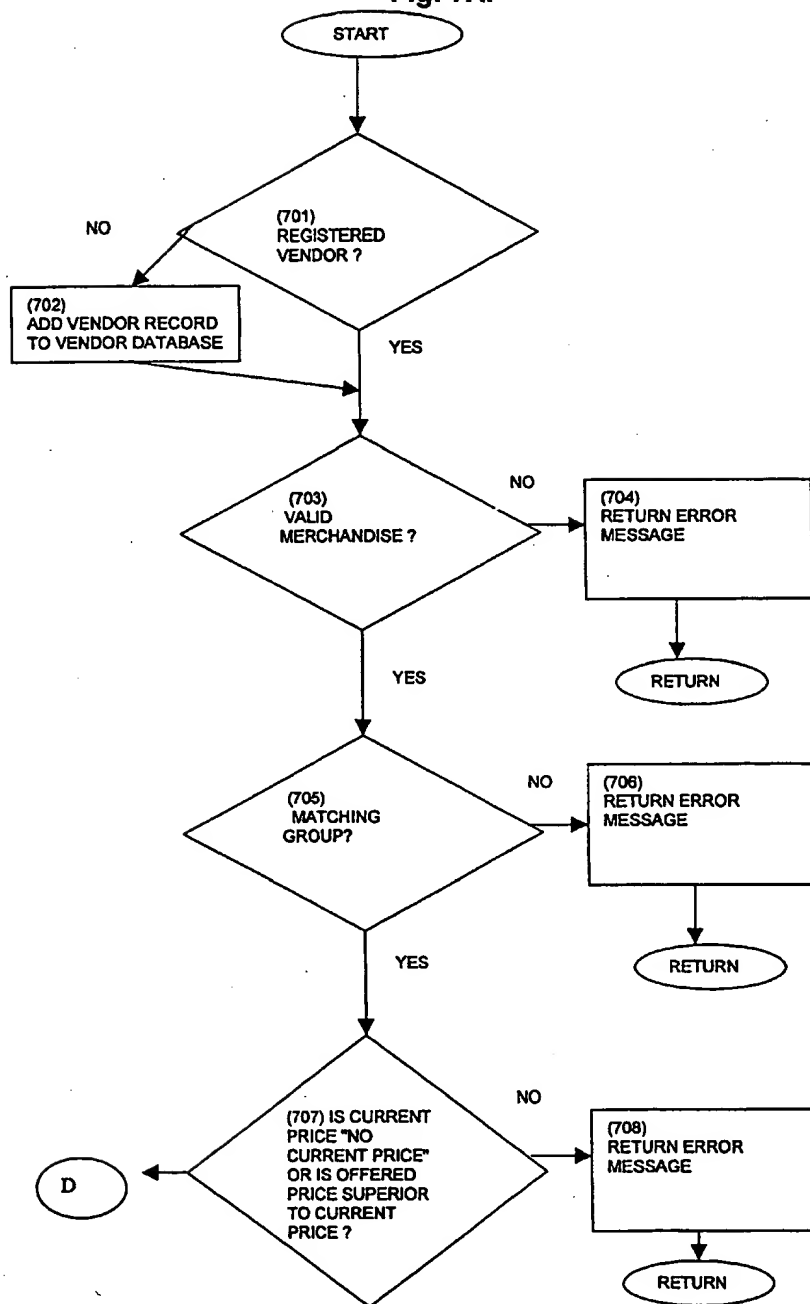 START
(701)
REGISTERED
VENDOR ?
NO
(702)
ADD VENDOR RECORD
TO VENDOR DATABASE
YES
(703)
VALID
MERCHANDISE ?
NO
(704)
RETURN ERROR
MESSAGE
RETURN
YES
(705)
MATCHING
GROUP?
NO
(706)
RETURN ERROR
MESSAGE
RETURN
YES
(707) IS CURRENT
PRICE "NO
CURRENT PRICE"
OR IS OFFERED
PRICE SUPERIOR
TO CURRENT
PRICE ?
NO
(708)
RETURN ERROR
MESSAGE
RETURN
D